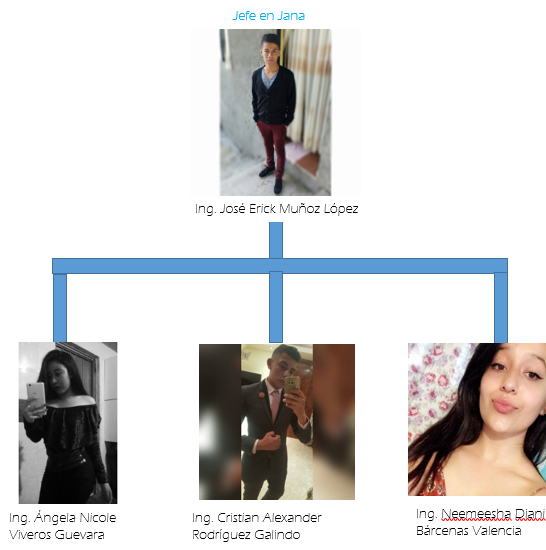 Jefe en Jana
Ing. José Erick Muñoz López
Ing. Ángela Nicole
Viveros Guevara
Ing. Cristian Alexander
Rodríguez Galindo
Ing. Neemeesha Diani
Bárcenas Valencia